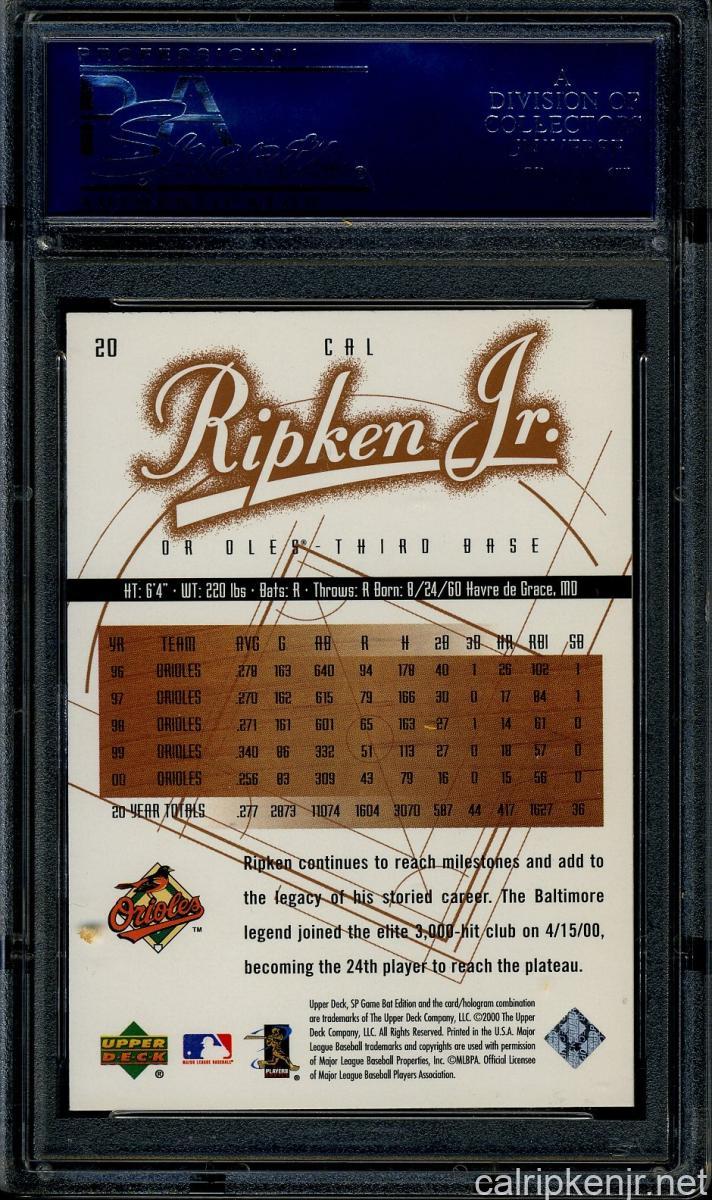 PROFESSIONAL
PSA
A
DIVISION OF
COLLECTORS
UNIVERSE
20
CAL
Ripken Jr.
ORIOLES® - THIRD BASE
HT: 6'4" · WT: 220 lbs · Bats: R · Throws: R Born: 8/24/60 Havre de Grace, MD
YR TEAM AVG G AB R H 2B 3B HR RBI SB
96 ORIOLES .278 163 640 94 178 40 1 26 102 1
97 ORIOLES .270 162 615 79 166 30 0 17 84 1
98 ORIOLES .271 161 601 65 163 27 1 14 61 0
99 ORIOLES .340 86 332 51 113 27 0 18 57 0
00 ORIOLES .256 83 309 43 79 16 0 15 56 0
20 YEAR TOTALS .277 2873 11074 1604 3070 587 44 417 1627 36
Ripken continues to reach milestones and add to
the legacy of his storied career. The Baltimore
legend joined the elite 3,000-hit club on 4/15/00,
becoming the 24th player to reach the plateau.
Orioles ™
Upper Deck, SP Game Bat Edition and the card/hologram combination
are trademarks of The Upper Deck Company, LLC. ©2000 The Upper
Deck Company, LLC. All Rights Reserved. Printed in the U.S.A. Major
League Baseball trademarks and copyrights are used with permission
of Major League Baseball Properties, Inc. ©MLBPA. Official Licensee
of Major League Baseball Players Association.
UPPER
DECK ®
MAJOR LEAGUE BASEBALL
PLAYERS ®
calripkenjr.net